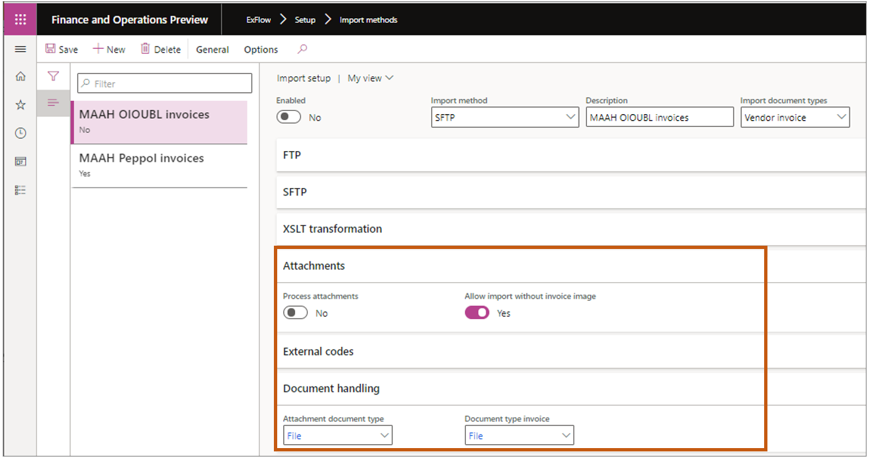 Finance and Operations Preview
ExFlow > Setup > Import methods
Save New Delete General Options
Filter
MAAH OIOUBL invoices
No
MAAH Peppol invoices
Yes
Import setup | My view
Enabled Import method Description Import document types
No SFTP MAAH OIOUBL invoices Vendor invoice
FTP
SFTP
XSLT transformation
Attachments
Process attachments Allow import without invoice image
No Yes
External codes
Document handling
Attachment document type Document type invoice
File File